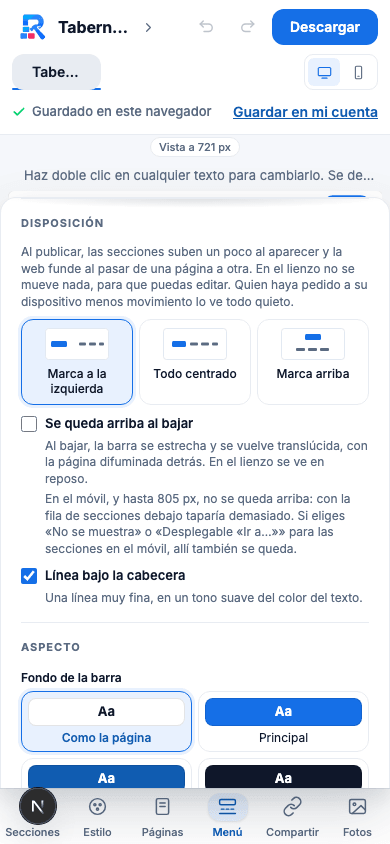 Tabern...
Descargar
Tabe...
Guardado en este navegador
Guardar en mi cuenta
Vista a 721 px
Haz doble clic en cualquier texto para cambiarlo. Se de...
DISPOSICIÓN
Al publicar, las secciones suben un poco al aparecer y la
web funde al pasar de una página a otra. En el lienzo no se
mueve nada, para que puedas editar. Quien haya pedido a su
dispositivo menos movimiento lo ve todo quieto.
Marca a la
izquierda
Todo centrado
Marca arriba
Se queda arriba al bajar
Al bajar, la barra se estrecha y se vuelve translúcida, con
la página difuminada detrás. En el lienzo se ve en
reposo.
En el móvil, y hasta 805 px, no se queda arriba: con la
fila de secciones debajo taparía demasiado. Si eliges
«No se muestra» o «Desplegable «Ir a...»» para las
secciones en el móvil, allí también se queda.
Línea bajo la cabecera
Una línea muy fina, en un tono suave del color del texto.
ASPECTO
Fondo de la barra
Aa
Como la página
Aa
Principal
Aa
Aa
N
Secciones
Estilo
Páginas
Menú
Compartir
Fotos